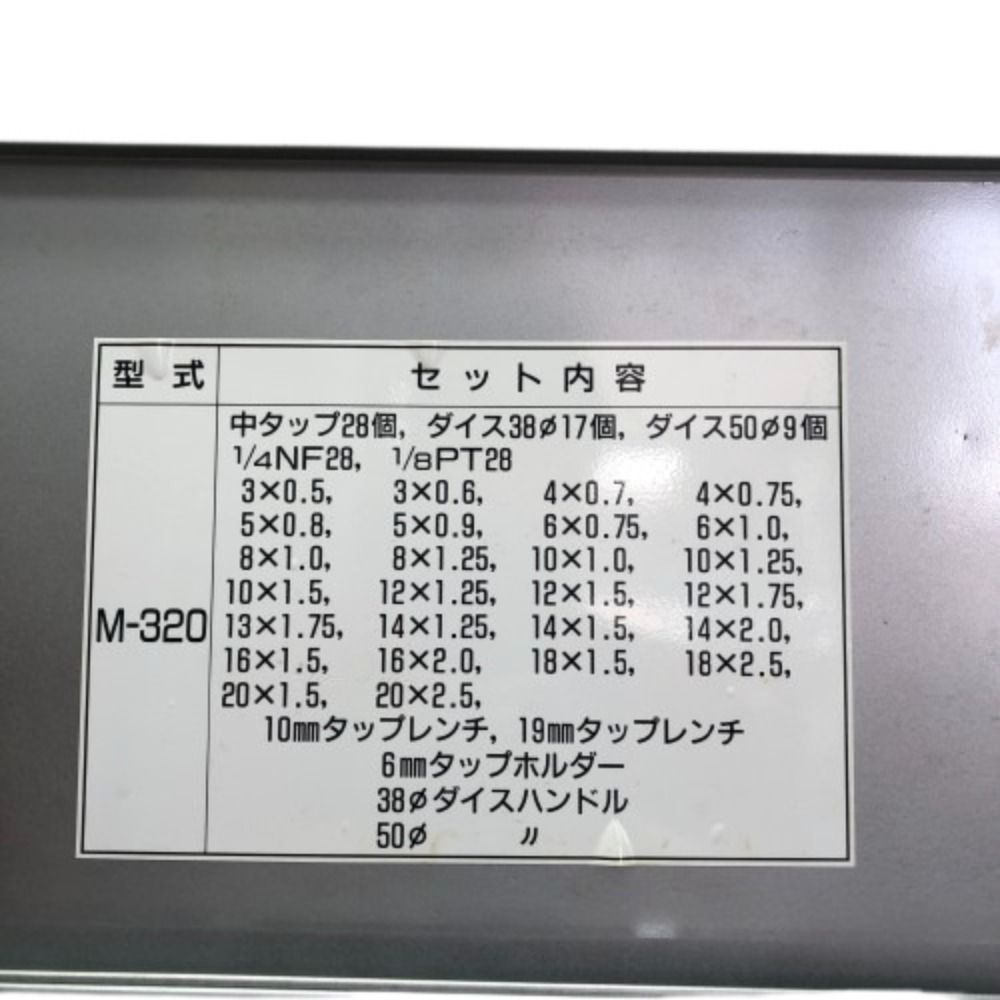 型式 セット内容
中タップ28個, ダイス38φ17個, ダイス50φ9個
1/4NF28, 1/8PT28
3×0.5, 3×0.6, 4×0.7, 4×0.75,
5×0.8, 5×0.9, 6×0.75, 6×1.0,
8×1.0, 8×1.25, 10×1.0, 10×1.25,
10×1.5, 12×1.25, 12×1.5, 12×1.75,
M-320 13×1.75, 14×1.25, 14×1.5, 14×2.0,
16×1.5, 16×2.0, 18×1.5, 18×2.5,
20×1.5, 20×2.5,
10㎜タップレンチ, 19㎜タップレンチ
6㎜タップホルダー
38φダイスハンドル
50φ 〃